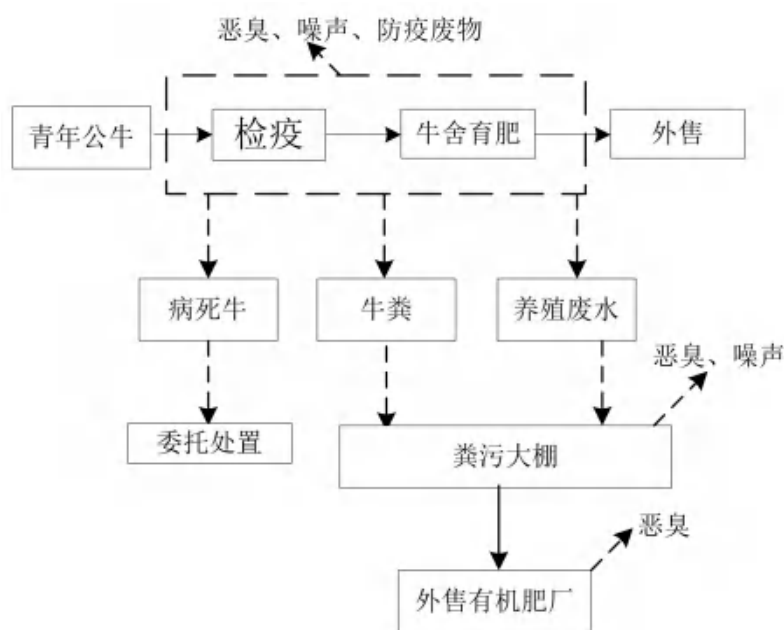 恶臭、噪声、防疫废物
青年公牛
检疫
牛舍育肥
外售
病死牛
牛粪
养殖废水
恶臭、噪声
委托处置
粪污大棚
恶臭
外售有机肥厂